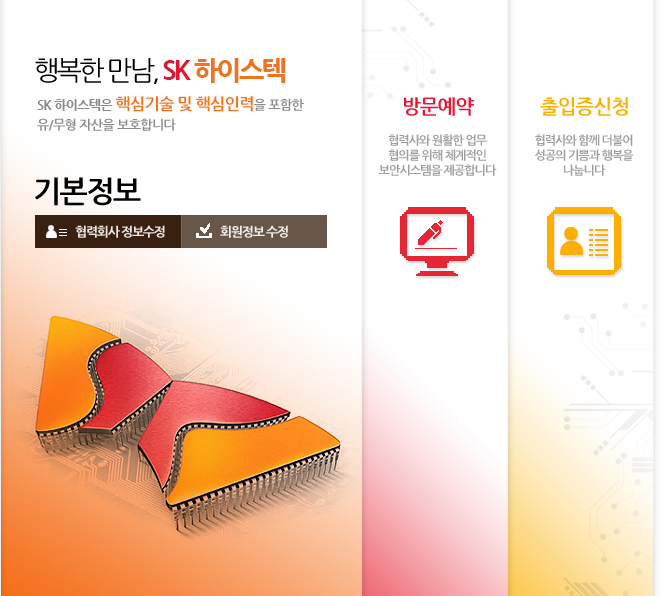 행복한 만남, SK 하이스텍
SK 하이스텍은 핵심기술 및 핵심인력을 포함한
유/무형 자산을 보호합니다
기본정보
협력회사 정보수정
회원정보 수정
방문예약
협력사와 원활한 업무
협의를 위해 체계적인
보안시스템을 제공합니다
출입증신청
협력사와 함께 더불어
성공의 기쁨과 행복을
나눕니다